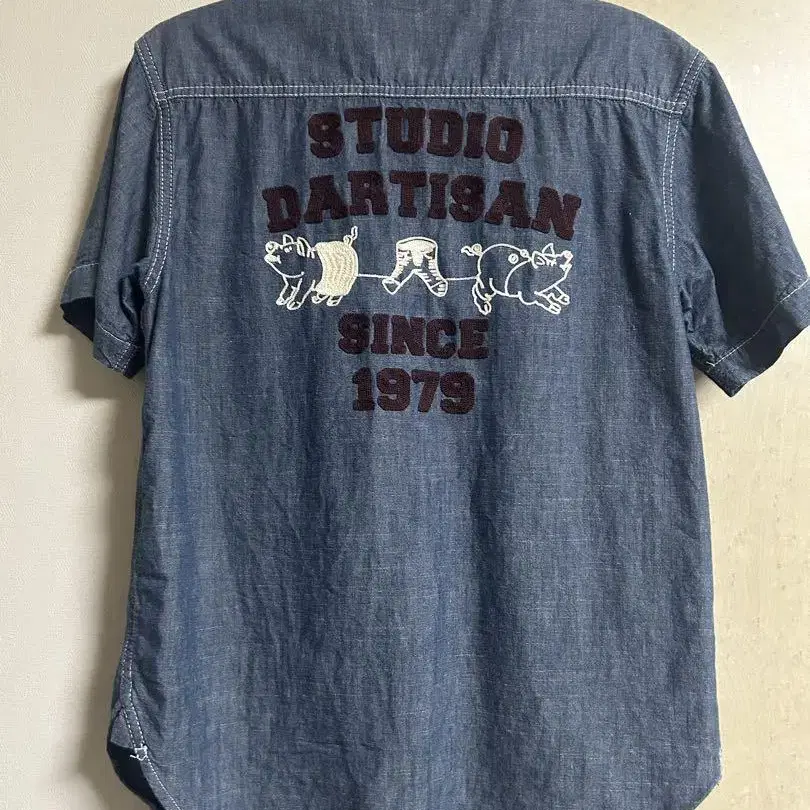 STUDIO
DARTISAN
SINCE
1979